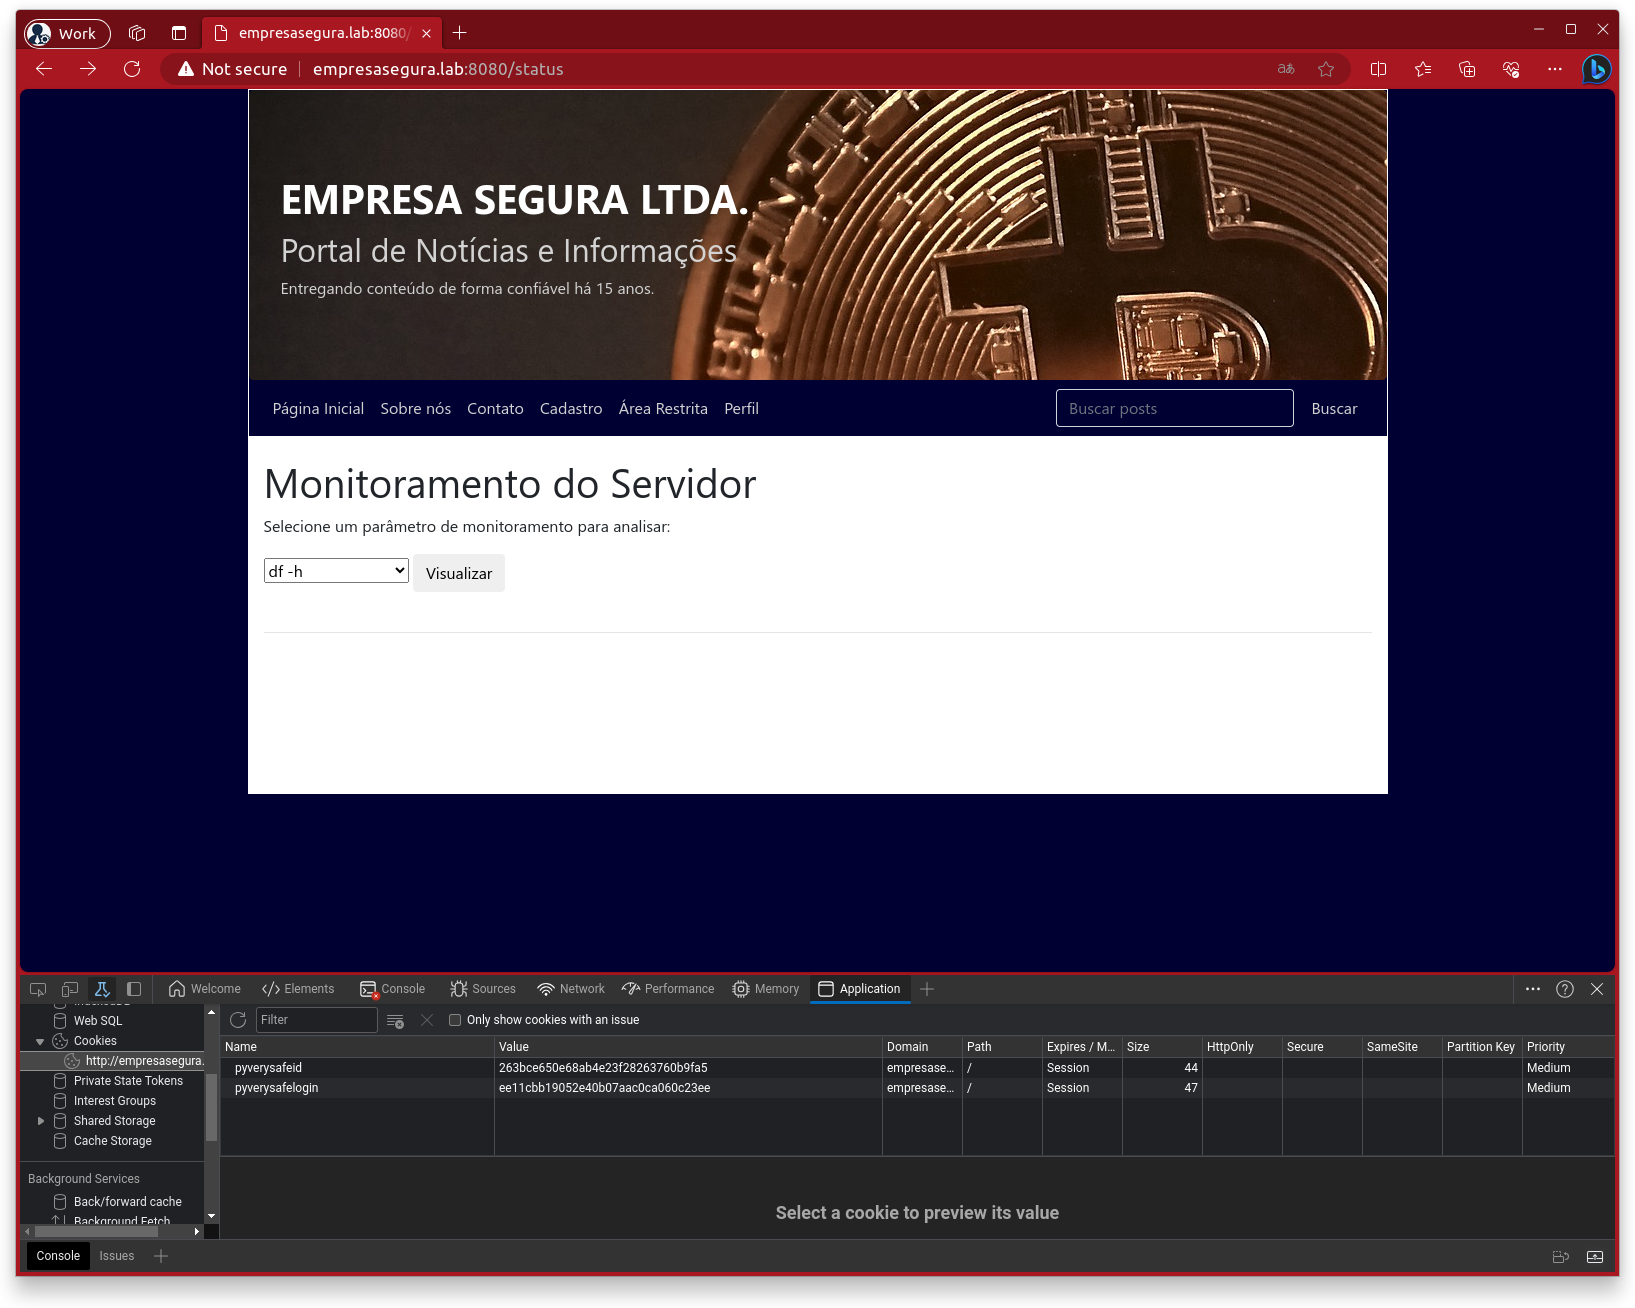 Work
empresasegura.lab:8080/
Not secure
empresasegura.lab:8080/status
EMPRESA SEGURA LTDA.
Portal de Notícias e Informações
Entregando conteúdo de forma confiável há 15 anos.
Página Inicial Sobre nós Contato Cadastro Área Restrita Perfil
Buscar posts
Buscar
Monitoramento do Servidor
Selecione um parâmetro de monitoramento para analisar:
df -h
Visualizar
Welcome Elements Console Sources Network Performance Memory Application
Web SQL
Cookies
http://empresasegura.
Private State Tokens
Interest Groups
Shared Storage
Cache Storage
Background Services
Back/forward cache
Background Fetch
Filter
Only show cookies with an issue
Name Value Domain Path Expires / M... Size HttpOnly Secure SameSite Partition Key Priority
pyverysafeid 263bce650e68ab4e23f28263760b9fa5 empresase... / Session 44 Medium
pyverysafelogin ee11cbb19052e40b07aac0ca060c23ee empresase... / Session 47 Medium
Select a cookie to preview its value
Console Issues